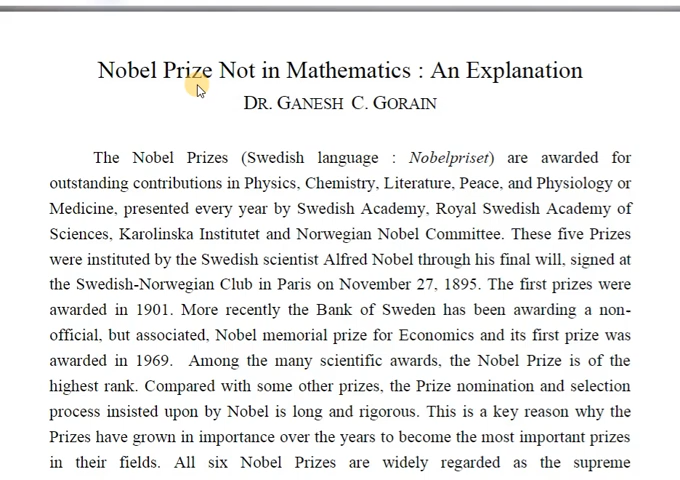 Nobel Prize Not in Mathematics : An Explanation
DR. GANESH C. GORAIN
The Nobel Prizes (Swedish language : Nobelpriset) are awarded for
outstanding contributions in Physics, Chemistry, Literature, Peace, and Physiology or
Medicine, presented every year by Swedish Academy, Royal Swedish Academy of
Sciences, Karolinska Institutet and Norwegian Nobel Committee. These five Prizes
were instituted by the Swedish scientist Alfred Nobel through his final will, signed at
the Swedish-Norwegian Club in Paris on November 27, 1895. The first prizes were
awarded in 1901. More recently the Bank of Sweden has been awarding a non-
official, but associated, Nobel memorial prize for Economics and its first prize was
awarded in 1969. Among the many scientific awards, the Nobel Prize is of the
highest rank. Compared with some other prizes, the Prize nomination and selection
process insisted upon by Nobel is long and rigorous. This is a key reason why the
Prizes have grown in importance over the years to become the most important prizes
in their fields. All six Nobel Prizes are widely regarded as the supreme